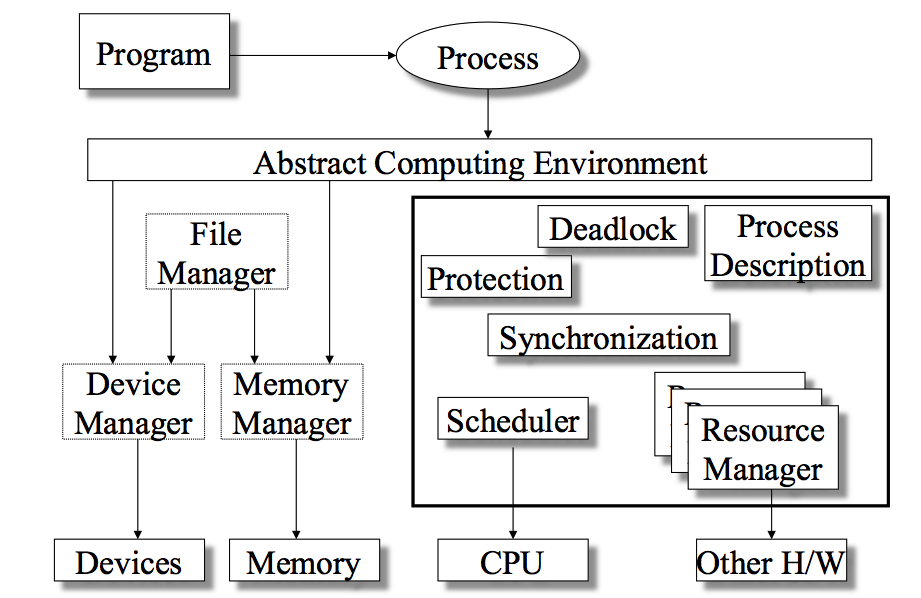 Program
Process
Abstract Computing Environment
File
Manager
Deadlock
Process
Description
Protection
Synchronization
Device
Manager
Memory
Manager
Scheduler
Resource
Manager
Devices
Memory
CPU
Other H/W